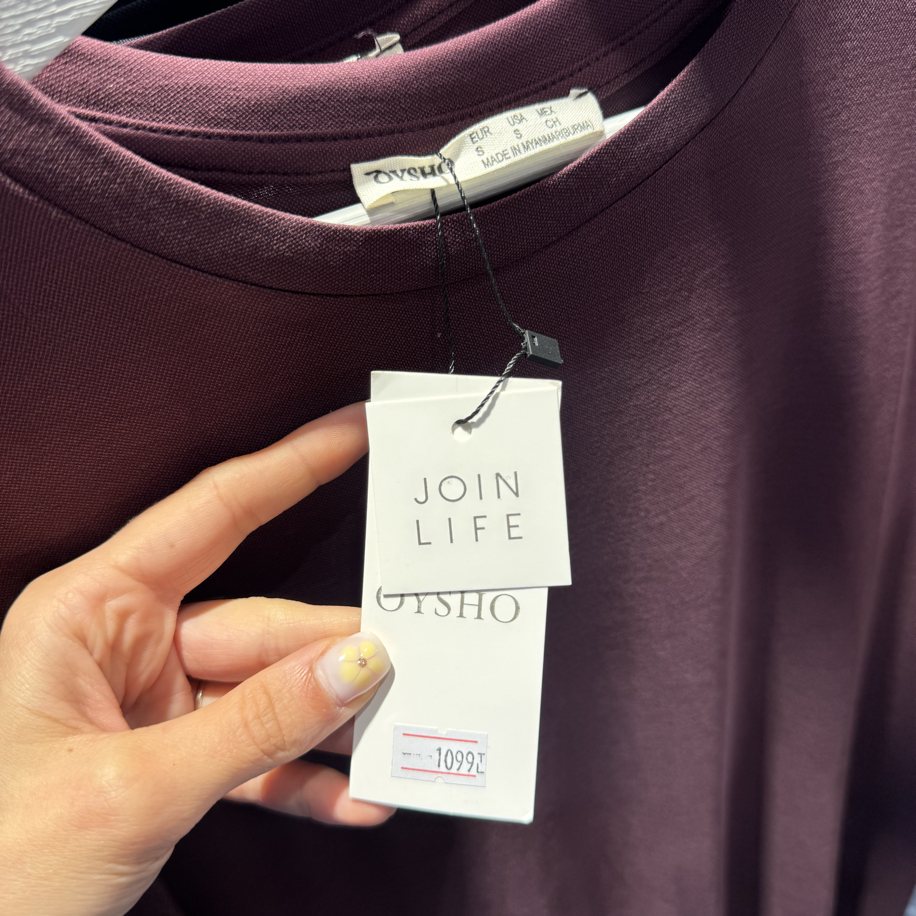 EUR USA MEX
S S CH
MADE IN MYANMAR(BURMA)
OYSHO
JOIN
LIFE
OYSHO
1099